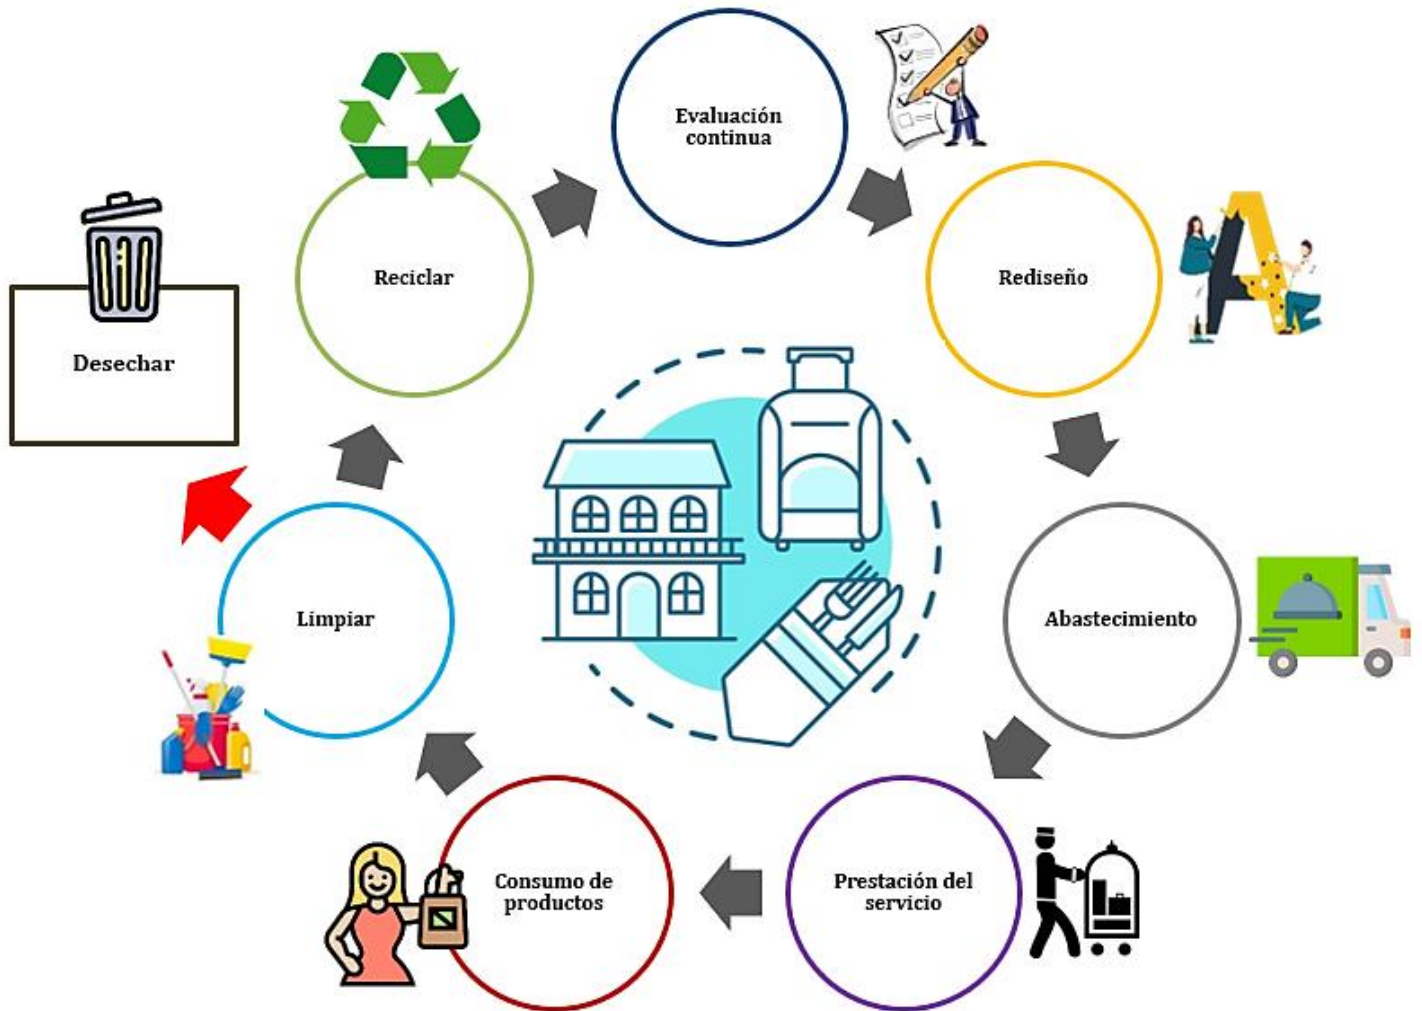 Evaluación
continua
Rediseño
Abastecimiento
Prestación del
servicio
Consumo de
productos
Limpiar
Desechar
Reciclar